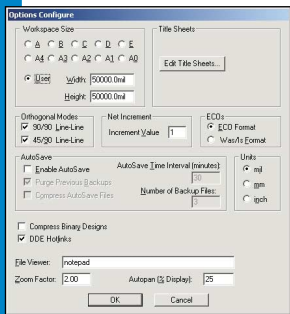 Options Configure
Workspace Size
A B C D E
A4 A3 A2 A1 A0
User Width: 50000.0mil
Height: 50000.0mil
Title Sheets
Edit Title Sheets...
Orthogonal Modes
90/90 Line-Line
45/90 Line-Line
Net Increment
Increment Value 1
ECOs
ECO Format
Was/Is Format
AutoSave
Enable AutoSave
Purge Previous Backups
Compress AutoSave Files
AutoSave Time Interval (minutes):
30
Number of Backup Files:
3
Units
mil
mm
inch
Compress Binary Designs
DDE Hotlinks
File Viewer: notepad
Zoom Factor: 2.00 Autopan (% Display): 25
OK Cancel